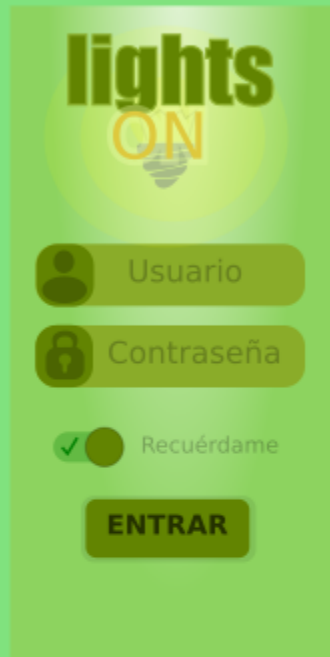 lights
ON
Usuario
Contraseña
Recuérdame
ENTRAR